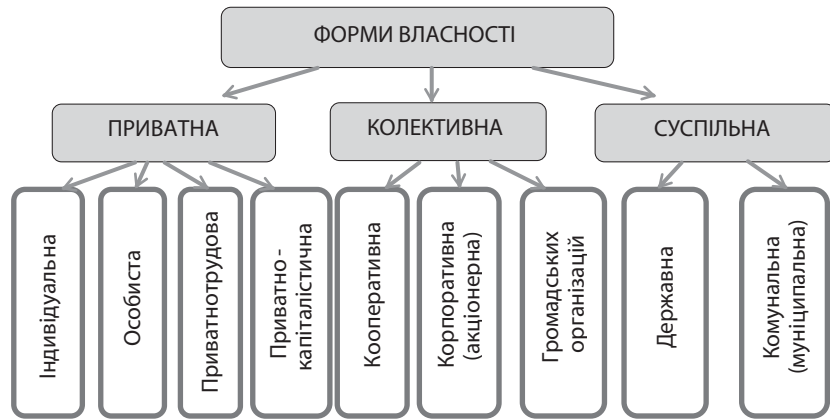 ФОРМИ ВЛАСНОСТІ
ПРИВАТНА
КОЛЕКТИВНА
СУСПІЛЬНА
Індивідуальна
Особиста
Приватнотрудова
Приватно -
капіталістична
Кооперативна
Корпоративна
(акціонерна)
Громадських
організацій
Державна
Комунальна
(муніципальна)